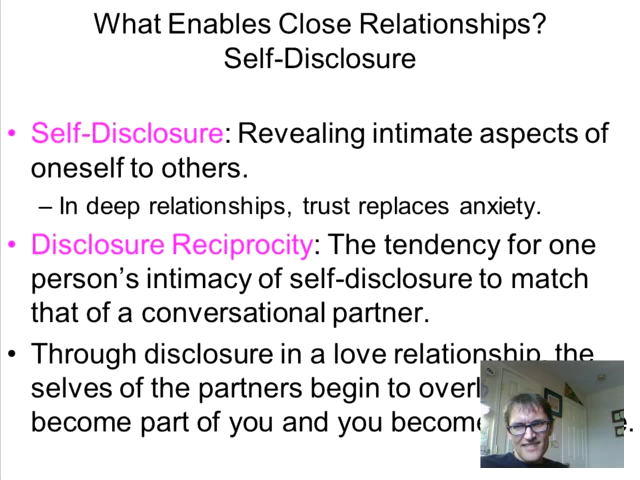 What Enables Close Relationships?
Self-Disclosure
• Self-Disclosure: Revealing intimate aspects of
oneself to others.
– In deep relationships, trust replaces anxiety.
• Disclosure Reciprocity: The tendency for one
person's intimacy of self-disclosure to match
that of a conversational partner.
• Through disclosure in a love relationship, the
selves of the partners begin to
become part of you and you